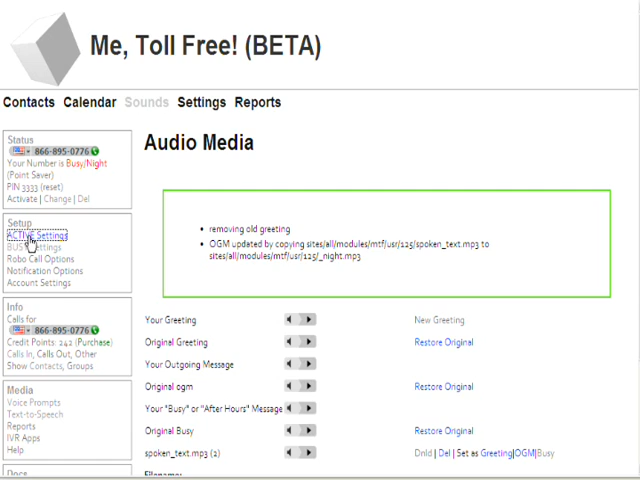 Me, Toll Free! (BETA)
Contacts Calendar Sounds Settings Reports
Status
866-895-0776
Your Number is Busy/Night
(Point Saver)
PIN 3333 (reset)
Activate | Change | Del
Setup
ACTIVE Settings
BUSY Settings
Robo Call Options
Notification Options
Account Settings
Info
Calls for
866-895-0776
Credit Points: 242 (Purchase)
Calls In, Calls Out, Other
Show Contacts, Groups
Media
Voice Prompts
Text-to-Speech
Reports
IVR Apps
Help
Docs
Audio Media
removing old greeting
OGM updated by copying sites/all/modules/mtf/usr/125/spoken_text.mp3 to
sites/all/modules/mtf/usr/125/_night.mp3
Your Greeting New Greeting
Original Greeting Restore Original
Your Outgoing Message
Original ogm Restore Original
Your "Busy" or "After Hours" Message
Original Busy Restore Original
spoken_text.mp3 (2) Dnld | Del | Set as Greeting|OGM|Busy
Filename: